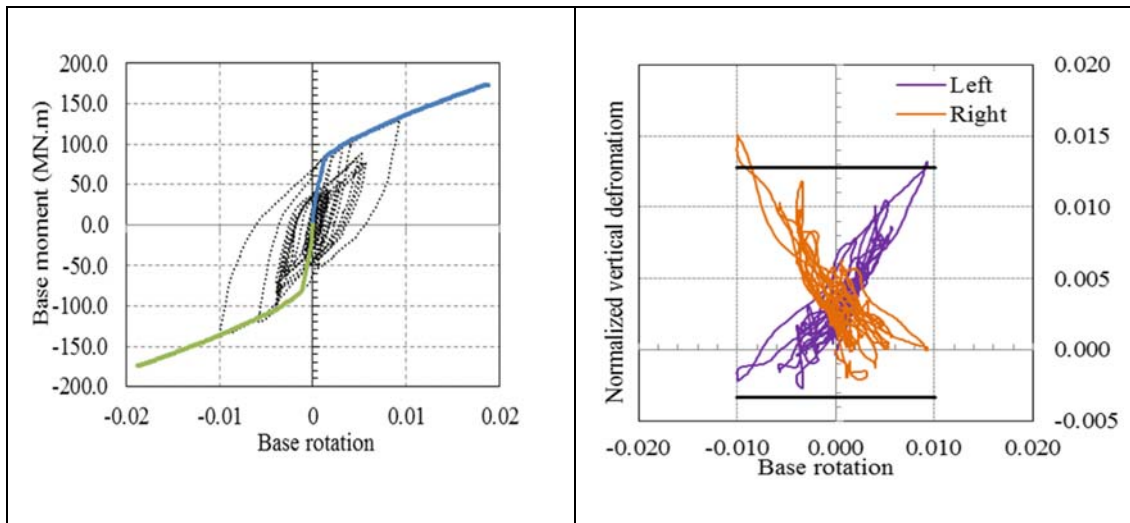 200.0
150.0
100.0
50.0
0.0
-50.0
-100.0
-150.0
-200.0
Base moment (MN.m)
-0.02 -0.01 0 0.01 0.02
Base rotation
Left
Right
0.020
0.015
0.010
0.005
0.000
-0.005
Normalized vertical defromatiom
-0.020 -0.010 0.000 0.010 0.020
Base rotation